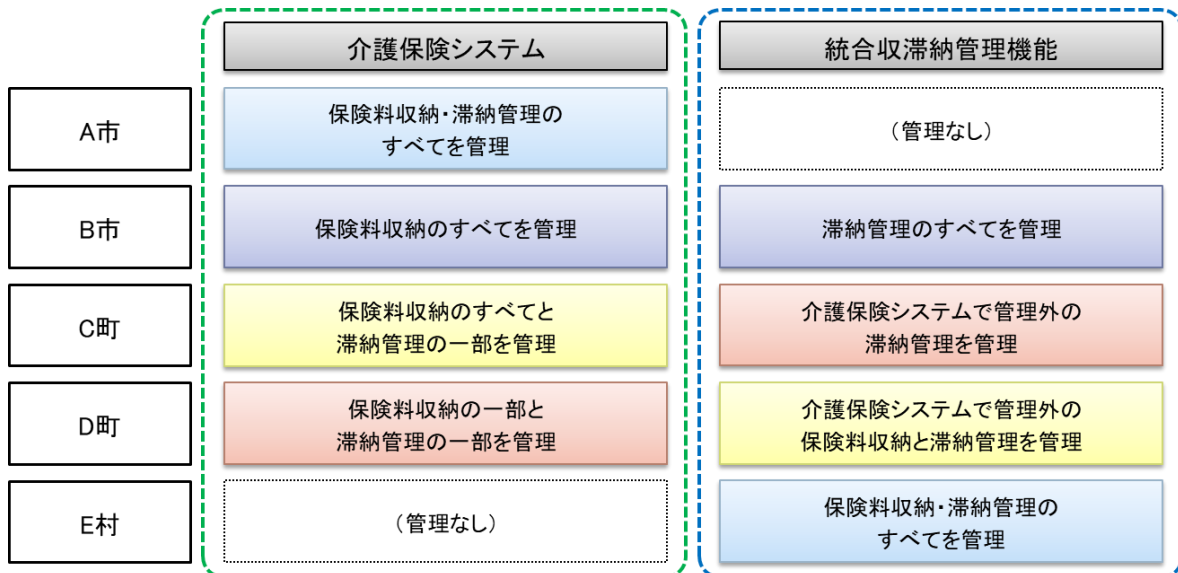 介護保険システム
統合収滞納管理機能
A市
保険料収納・滞納管理の
すべてを管理
（管理なし）
B市
保険料収納のすべてを管理
滞納管理のすべてを管理
C町
保険料収納のすべてと
滞納管理の一部を管理
介護保険システムで管理外の
滞納管理を管理
D町
保険料収納の一部と
滞納管理の一部を管理
介護保険システムで管理外の
保険料収納と滞納管理を管理
E村
（管理なし）
保険料収納・滞納管理の
すべてを管理